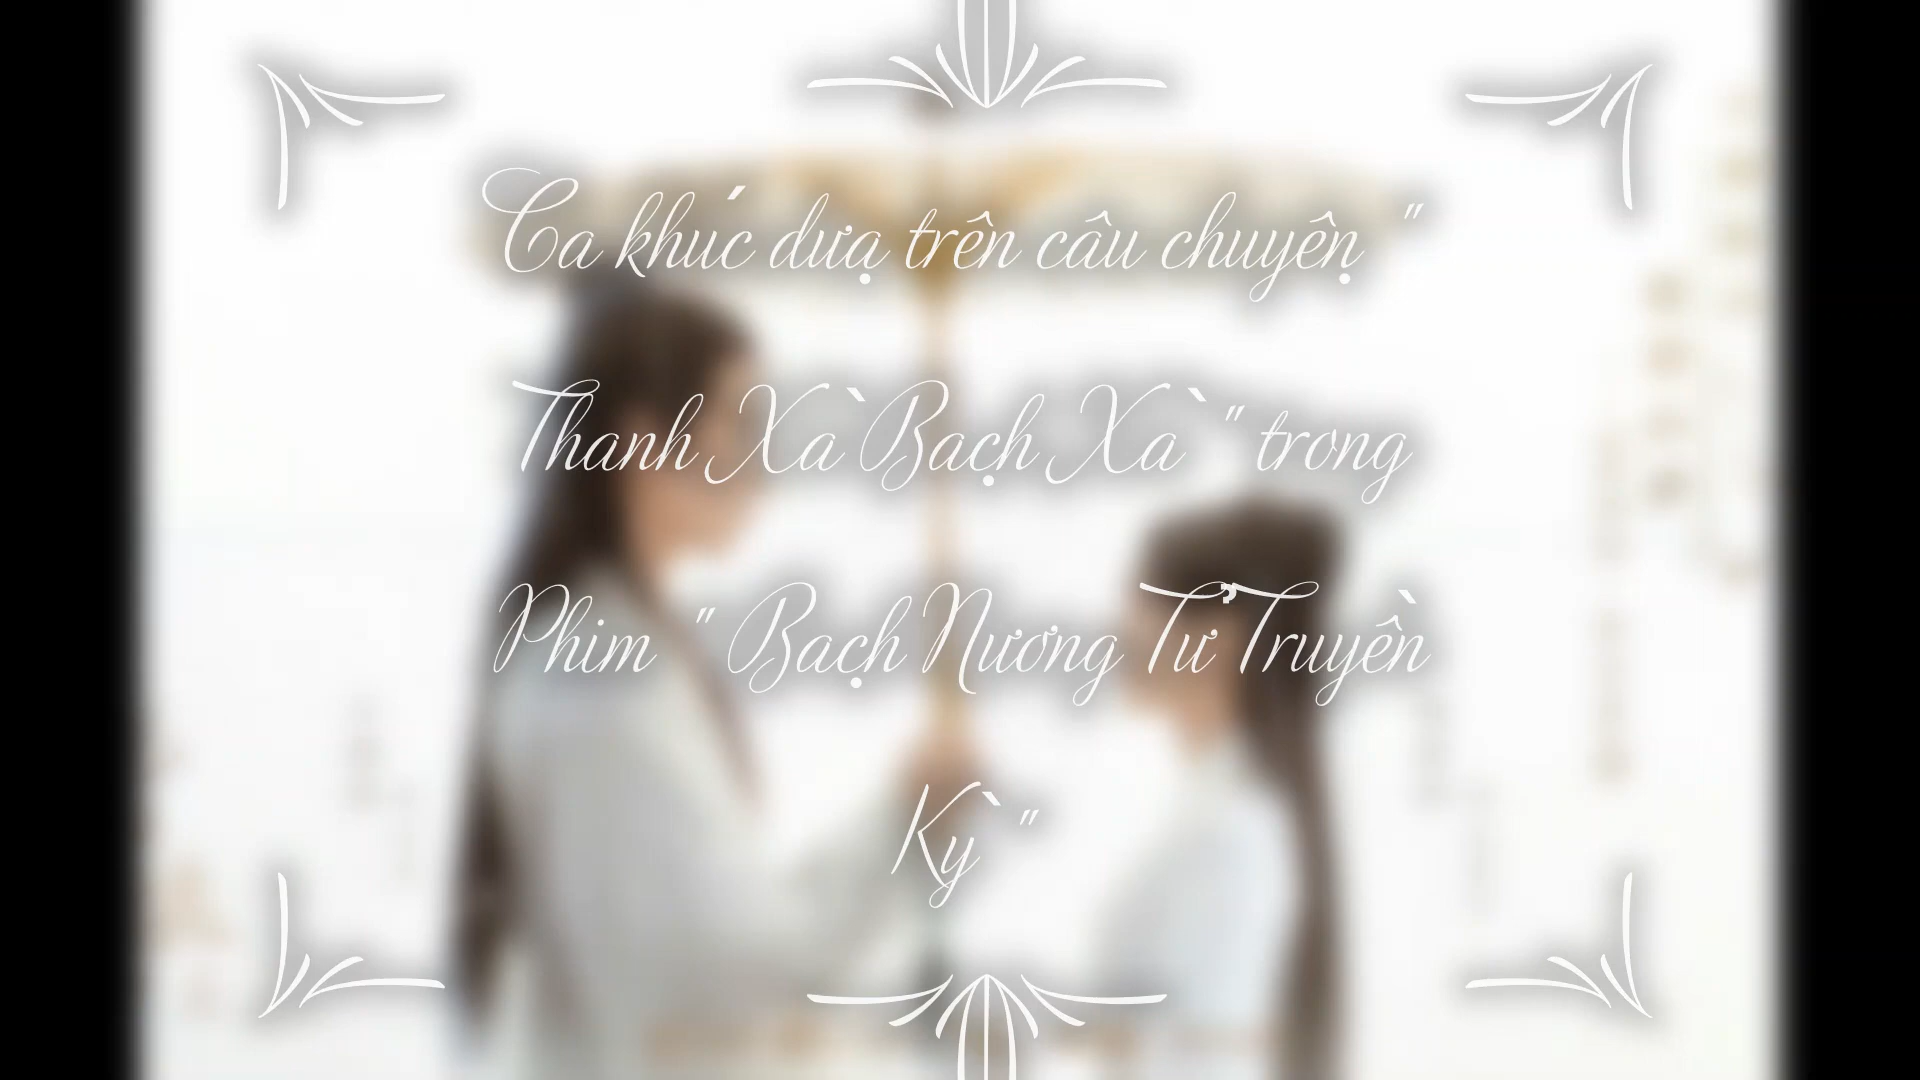 Ca khúc dựa trên câu chuyện "
Thanh Xà Bạch Xà " trong
Phim " Bạch Nương Tử Truyền
Kỳ "